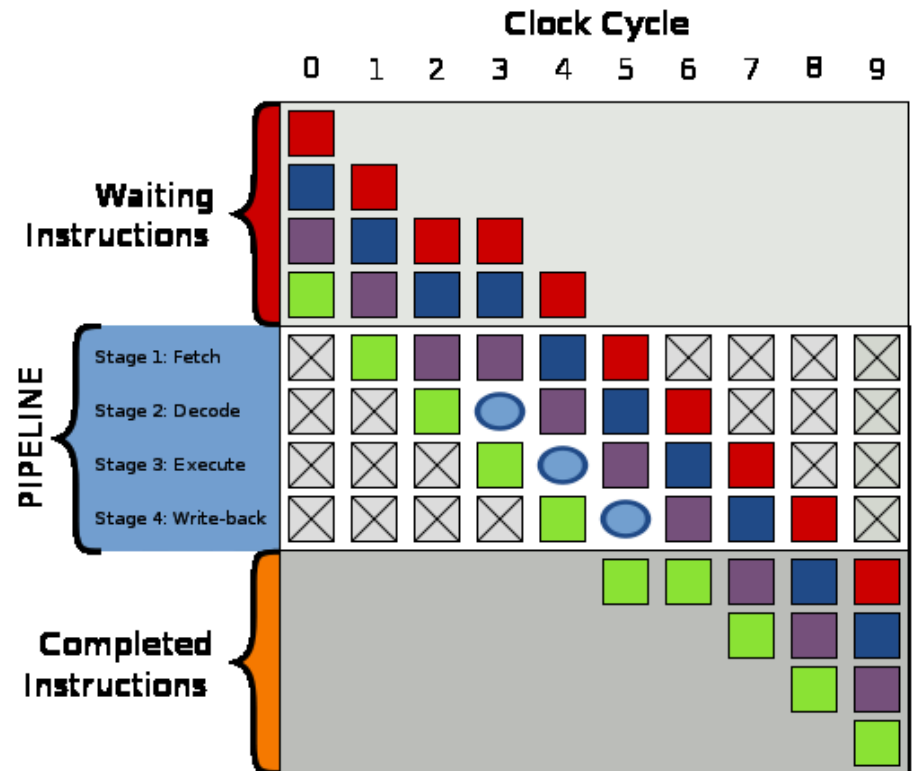 Clock Cycle
0 1 2 3 4 5 6 7 8 9
Waiting
Instructions
PIPELINE
Stage 1: Fetch
Stage 2: Decode
Stage 3: Execute
Stage 4: Write-back
Completed
Instructions